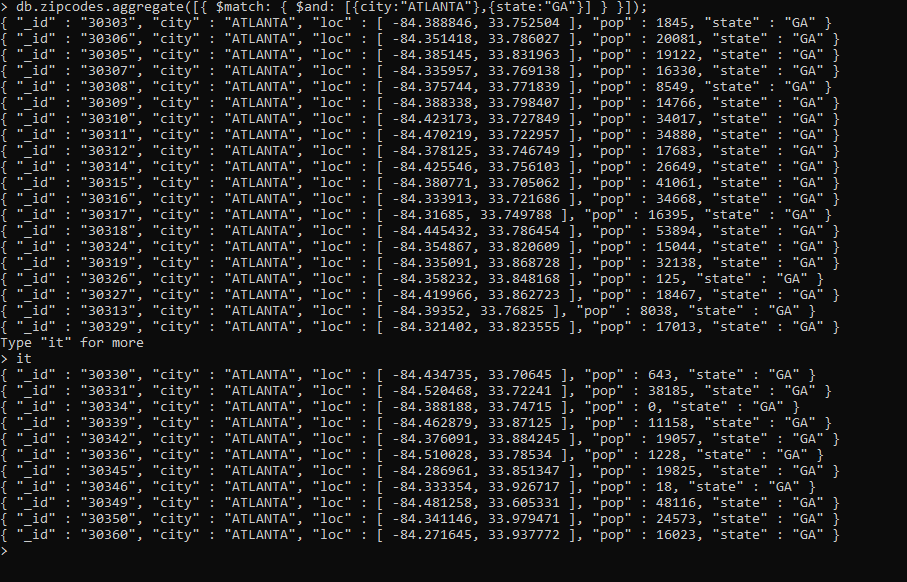 > db.zipcodes.aggregate([{ $match: { $and: [{city:"ATLANTA"},{state:"GA"}] } }]);
{ "_id" : "30303", "city" : "ATLANTA", "loc" : [ -84.388846, 33.752504 ], "pop" : 1845, "state" : "GA" }
{ "_id" : "30306", "city" : "ATLANTA", "loc" : [ -84.351418, 33.786027 ], "pop" : 20081, "state" : "GA" }
{ "_id" : "30305", "city" : "ATLANTA", "loc" : [ -84.385145, 33.831963 ], "pop" : 19122, "state" : "GA" }
{ "_id" : "30307", "city" : "ATLANTA", "loc" : [ -84.335957, 33.769138 ], "pop" : 16330, "state" : "GA" }
{ "_id" : "30308", "city" : "ATLANTA", "loc" : [ -84.375744, 33.771839 ], "pop" : 8549, "state" : "GA" }
{ "_id" : "30309", "city" : "ATLANTA", "loc" : [ -84.388338, 33.798407 ], "pop" : 14766, "state" : "GA" }
{ "_id" : "30310", "city" : "ATLANTA", "loc" : [ -84.423173, 33.727849 ], "pop" : 34017, "state" : "GA" }
{ "_id" : "30311", "city" : "ATLANTA", "loc" : [ -84.470219, 33.722957 ], "pop" : 34880, "state" : "GA" }
{ "_id" : "30312", "city" : "ATLANTA", "loc" : [ -84.378125, 33.746749 ], "pop" : 17683, "state" : "GA" }
{ "_id" : "30314", "city" : "ATLANTA", "loc" : [ -84.425546, 33.756103 ], "pop" : 26649, "state" : "GA" }
{ "_id" : "30315", "city" : "ATLANTA", "loc" : [ -84.380771, 33.705062 ], "pop" : 41061, "state" : "GA" }
{ "_id" : "30316", "city" : "ATLANTA", "loc" : [ -84.333913, 33.721686 ], "pop" : 34668, "state" : "GA" }
{ "_id" : "30317", "city" : "ATLANTA", "loc" : [ -84.31685, 33.749788 ], "pop" : 16395, "state" : "GA" }
{ "_id" : "30318", "city" : "ATLANTA", "loc" : [ -84.445432, 33.786454 ], "pop" : 53894, "state" : "GA" }
{ "_id" : "30324", "city" : "ATLANTA", "loc" : [ -84.354867, 33.820609 ], "pop" : 15044, "state" : "GA" }
{ "_id" : "30319", "city" : "ATLANTA", "loc" : [ -84.335091, 33.868728 ], "pop" : 32138, "state" : "GA" }
{ "_id" : "30326", "city" : "ATLANTA", "loc" : [ -84.358232, 33.848168 ], "pop" : 125, "state" : "GA" }
{ "_id" : "30327", "city" : "ATLANTA", "loc" : [ -84.419966, 33.862723 ], "pop" : 18467, "state" : "GA" }
{ "_id" : "30313", "city" : "ATLANTA", "loc" : [ -84.39352, 33.76825 ], "pop" : 8038, "state" : "GA" }
{ "_id" : "30329", "city" : "ATLANTA", "loc" : [ -84.321402, 33.823555 ], "pop" : 17013, "state" : "GA" }
Type "it" for more
> it
{ "_id" : "30330", "city" : "ATLANTA", "loc" : [ -84.434735, 33.70645 ], "pop" : 643, "state" : "GA" }
{ "_id" : "30331", "city" : "ATLANTA", "loc" : [ -84.520468, 33.72241 ], "pop" : 38185, "state" : "GA" }
{ "_id" : "30334", "city" : "ATLANTA", "loc" : [ -84.388188, 33.74715 ], "pop" : 0, "state" : "GA" }
{ "_id" : "30339", "city" : "ATLANTA", "loc" : [ -84.462879, 33.87125 ], "pop" : 11158, "state" : "GA" }
{ "_id" : "30342", "city" : "ATLANTA", "loc" : [ -84.376091, 33.884245 ], "pop" : 19057, "state" : "GA" }
{ "_id" : "30336", "city" : "ATLANTA", "loc" : [ -84.510028, 33.78534 ], "pop" : 1228, "state" : "GA" }
{ "_id" : "30345", "city" : "ATLANTA", "loc" : [ -84.286961, 33.851347 ], "pop" : 19825, "state" : "GA" }
{ "_id" : "30346", "city" : "ATLANTA", "loc" : [ -84.333354, 33.926717 ], "pop" : 18, "state" : "GA" }
{ "_id" : "30349", "city" : "ATLANTA", "loc" : [ -84.481258, 33.605331 ], "pop" : 48116, "state" : "GA" }
{ "_id" : "30350", "city" : "ATLANTA", "loc" : [ -84.341146, 33.979471 ], "pop" : 24573, "state" : "GA" }
{ "_id" : "30360", "city" : "ATLANTA", "loc" : [ -84.271645, 33.937772 ], "pop" : 16023, "state" : "GA" }
>